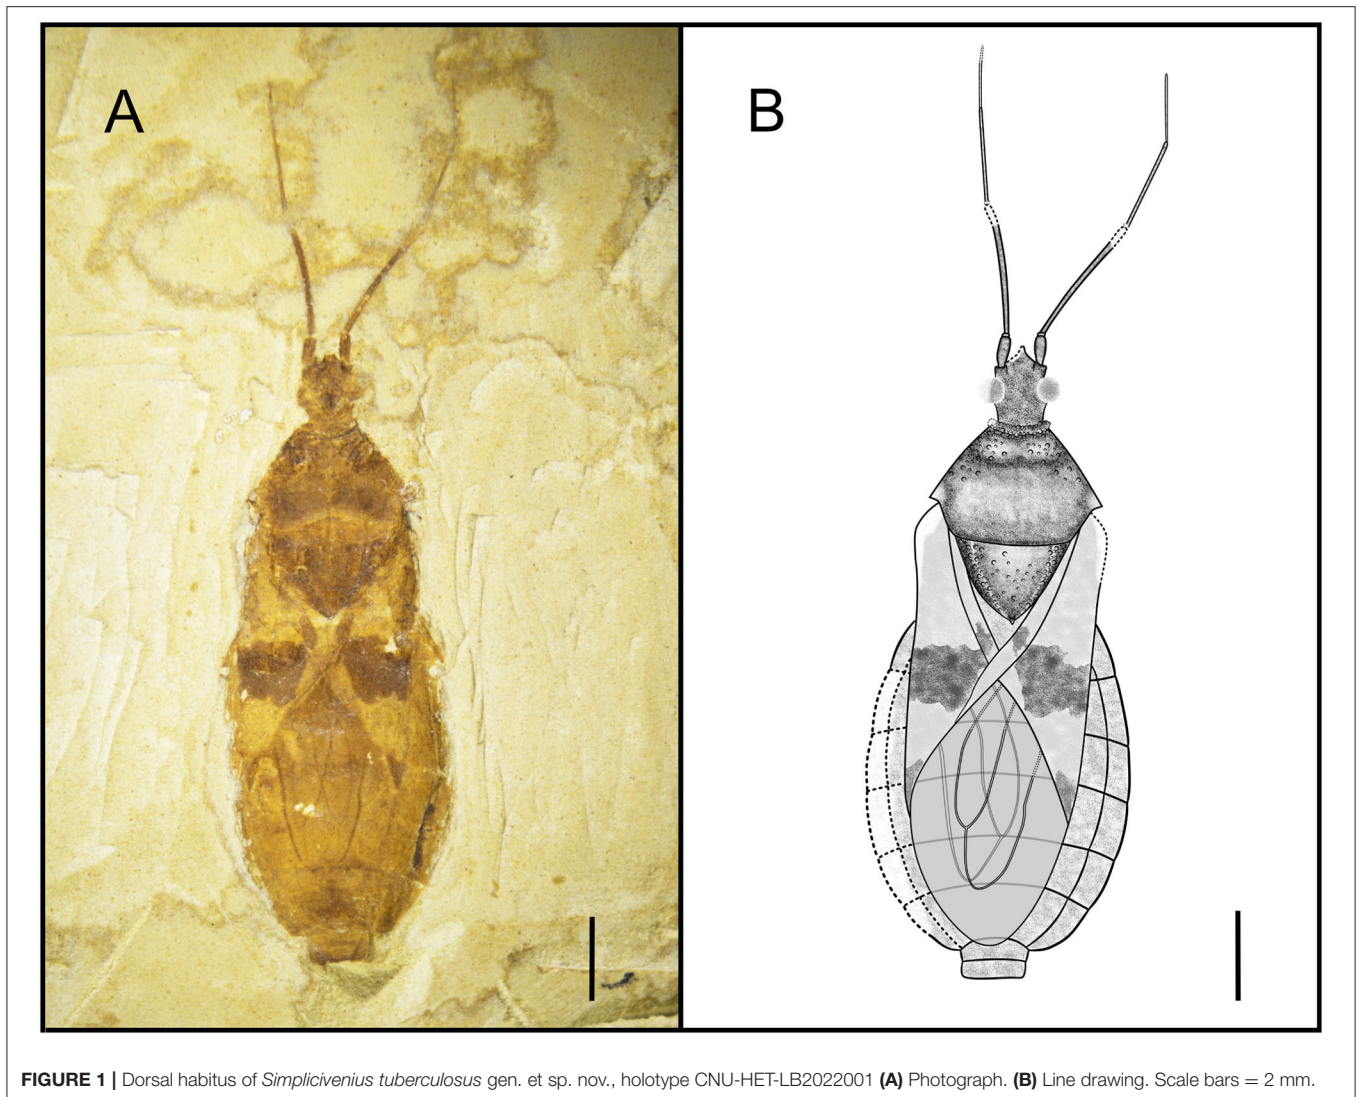 A
B
FIGURE 1 | Dorsal habitus of Simplicivenius tuberculosus gen. et sp. nov., holotype CNU-HET-LB2022001 (A) Photograph. (B) Line drawing. Scale bars = 2 mm.